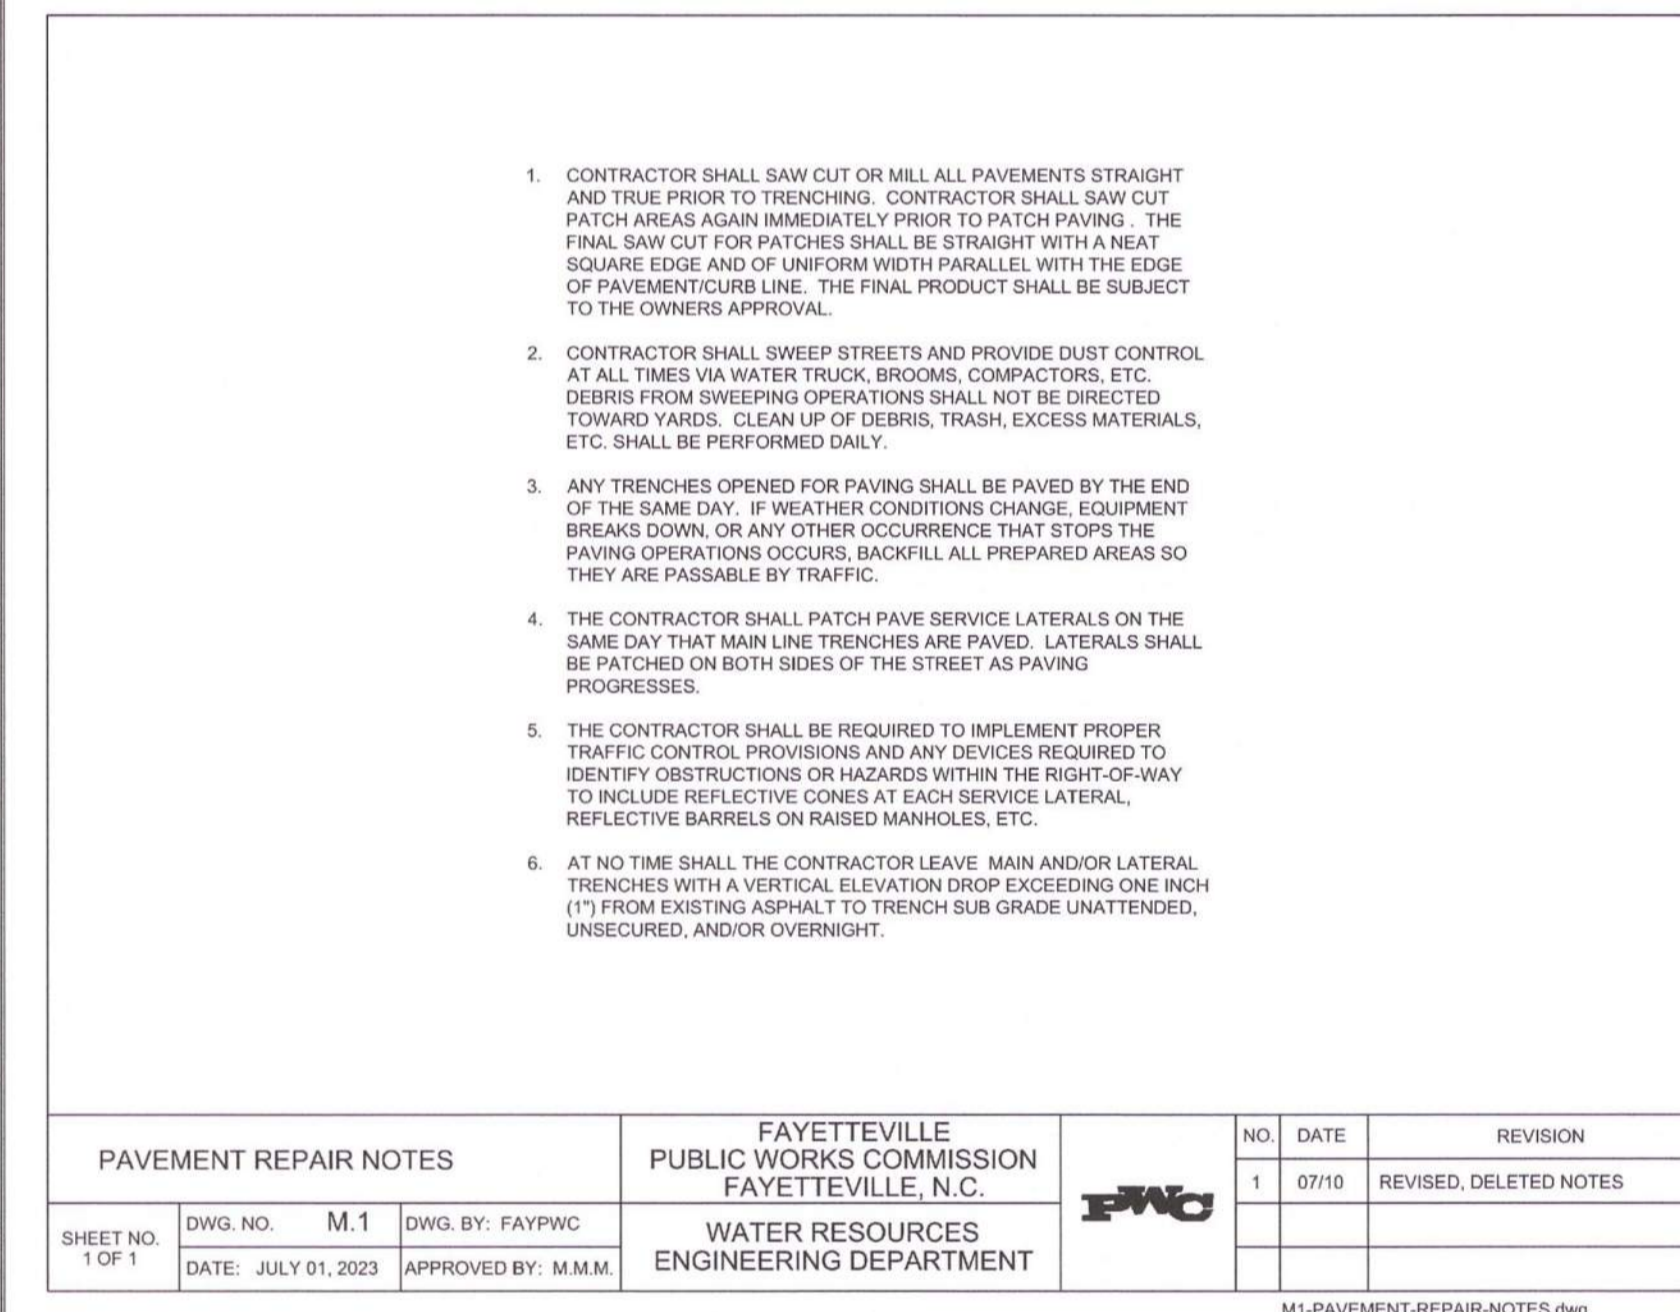 1. CONTRACTOR SHALL SAW CUT OR MILL ALL PAVEMENTS STRAIGHT
AND TRUE PRIOR TO TRENCHING. CONTRACTOR SHALL SAW CUT
PATCH AREAS AGAIN IMMEDIATELY PRIOR TO PATCH PAVING . THE
FINAL SAW CUT FOR PATCHES SHALL BE STRAIGHT WITH A NEAT
SQUARE EDGE AND OF UNIFORM WIDTH PARALLEL WITH THE EDGE
OF PAVEMENT/CURB LINE. THE FINAL PRODUCT SHALL BE SUBJECT
TO THE OWNERS APPROVAL.
2. CONTRACTOR SHALL SWEEP STREETS AND PROVIDE DUST CONTROL
AT ALL TIMES VIA WATER TRUCK, BROOMS, COMPACTORS, ETC.
DEBRIS FROM SWEEPING OPERATIONS SHALL NOT BE DIRECTED
TOWARD YARDS. CLEAN UP OF DEBRIS, TRASH, EXCESS MATERIALS,
ETC. SHALL BE PERFORMED DAILY.
3. ANY TRENCHES OPENED FOR PAVING SHALL BE PAVED BY THE END
OF THE SAME DAY. IF WEATHER CONDITIONS CHANGE, EQUIPMENT
BREAKS DOWN, OR ANY OTHER OCCURRENCE THAT STOPS THE
PAVING OPERATIONS OCCURS, BACKFILL ALL PREPARED AREAS SO
THEY ARE PASSABLE BY TRAFFIC.
4. THE CONTRACTOR SHALL PATCH PAVE SERVICE LATERALS ON THE
SAME DAY THAT MAIN LINE TRENCHES ARE PAVED. LATERALS SHALL
BE PATCHED ON BOTH SIDES OF THE STREET AS PAVING
PROGRESSES.
5. THE CONTRACTOR SHALL BE REQUIRED TO IMPLEMENT PROPER
TRAFFIC CONTROL PROVISIONS AND ANY DEVICES REQUIRED TO
IDENTIFY OBSTRUCTIONS OR HAZARDS WITHIN THE RIGHT-OF-WAY
TO INCLUDE REFLECTIVE CONES AT EACH SERVICE LATERAL,
REFLECTIVE BARRELS ON RAISED MANHOLES, ETC.
6. AT NO TIME SHALL THE CONTRACTOR LEAVE MAIN AND/OR LATERAL
TRENCHES WITH A VERTICAL ELEVATION DROP EXCEEDING ONE INCH
(1") FROM EXISTING ASPHALT TO TRENCH SUB GRADE UNATTENDED,
UNSECURED, AND/OR OVERNIGHT.
PAVEMENT REPAIR NOTES
SHEET NO.
1 OF 1
DWG. NO. M.1
DWG. BY: FAYPWC
DATE: JULY 01, 2023
APPROVED BY: M.M.M.
FAYETTEVILLE
PUBLIC WORKS COMMISSION
FAYETTEVILLE, N.C.
WATER RESOURCES
ENGINEERING DEPARTMENT
PWC
NO. DATE REVISION
1 07/10 REVISED, DELETED NOTES
M1-PAVEMENT-REPAIR-NOTES.dwg